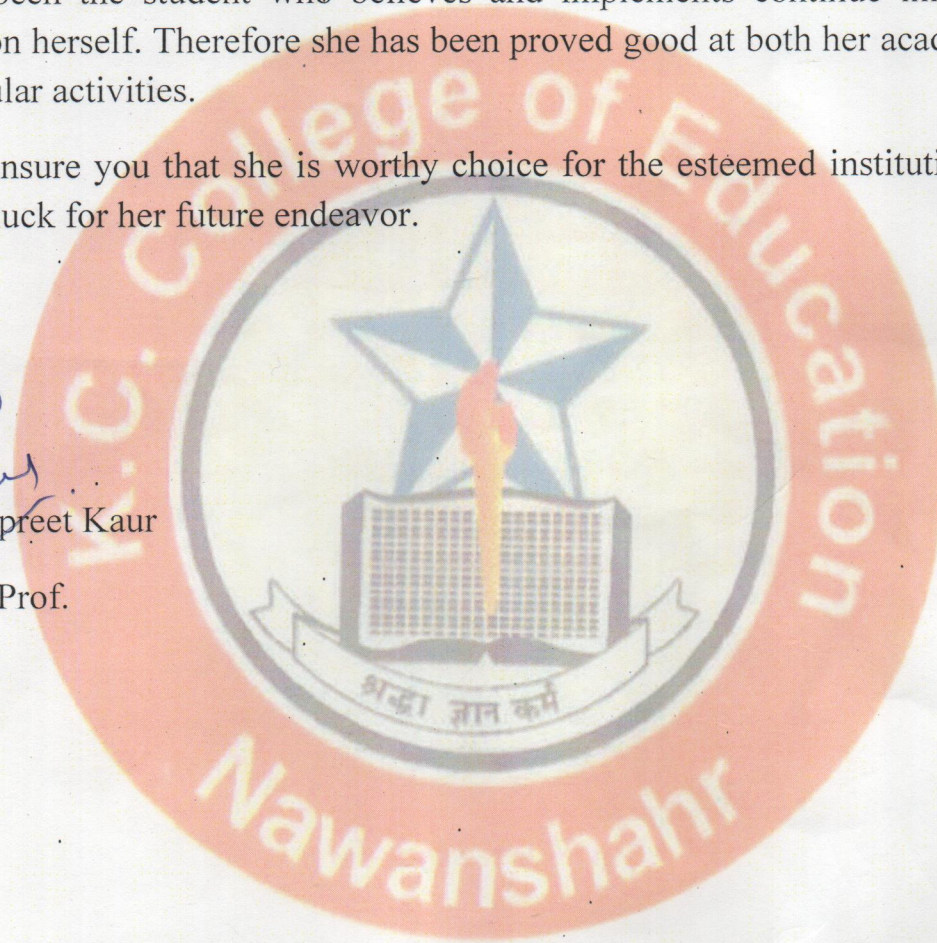 been the student who believes and implements continue
on herself. Therefore she has been proved good at both her acad
ular activities.
nsure you that she is worthy choice for the esteemed instituti
uck for her future endeavor.
preet Kaur
Prof.
K.C. College of Education
श्रद्धा ज्ञान कर्म
Nawanshahr